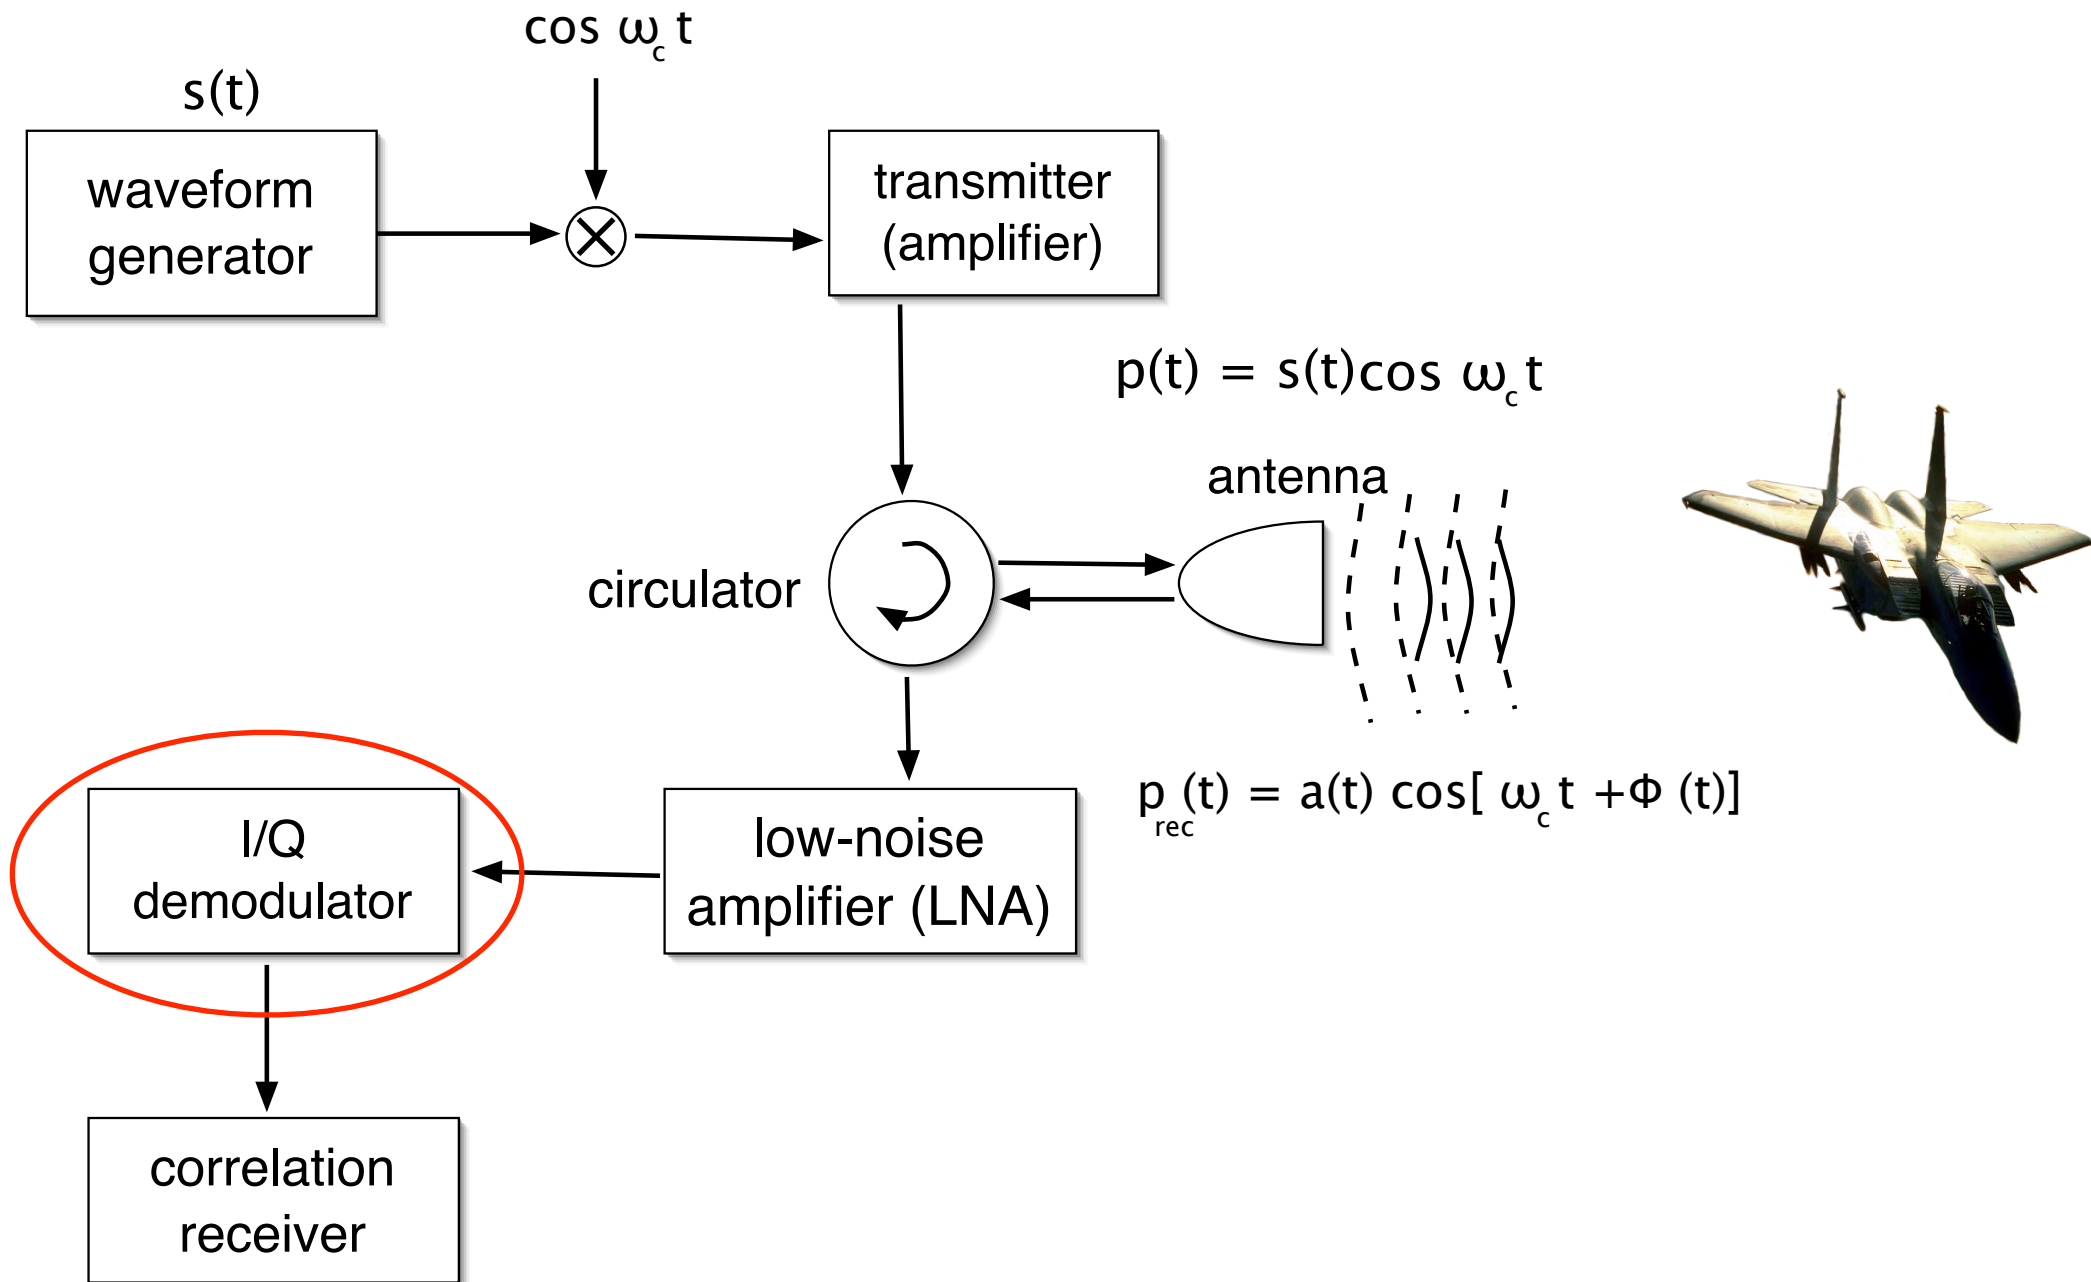 cos ω_c t
s(t)
waveform
generator
transmitter
(amplifier)
p(t) = s(t)cos ω_c t
antenna
circulator
p_rec(t) = a(t) cos[ ω_c t +Φ (t)]
I/Q
demodulator
low-noise
amplifier (LNA)
correlation
receiver